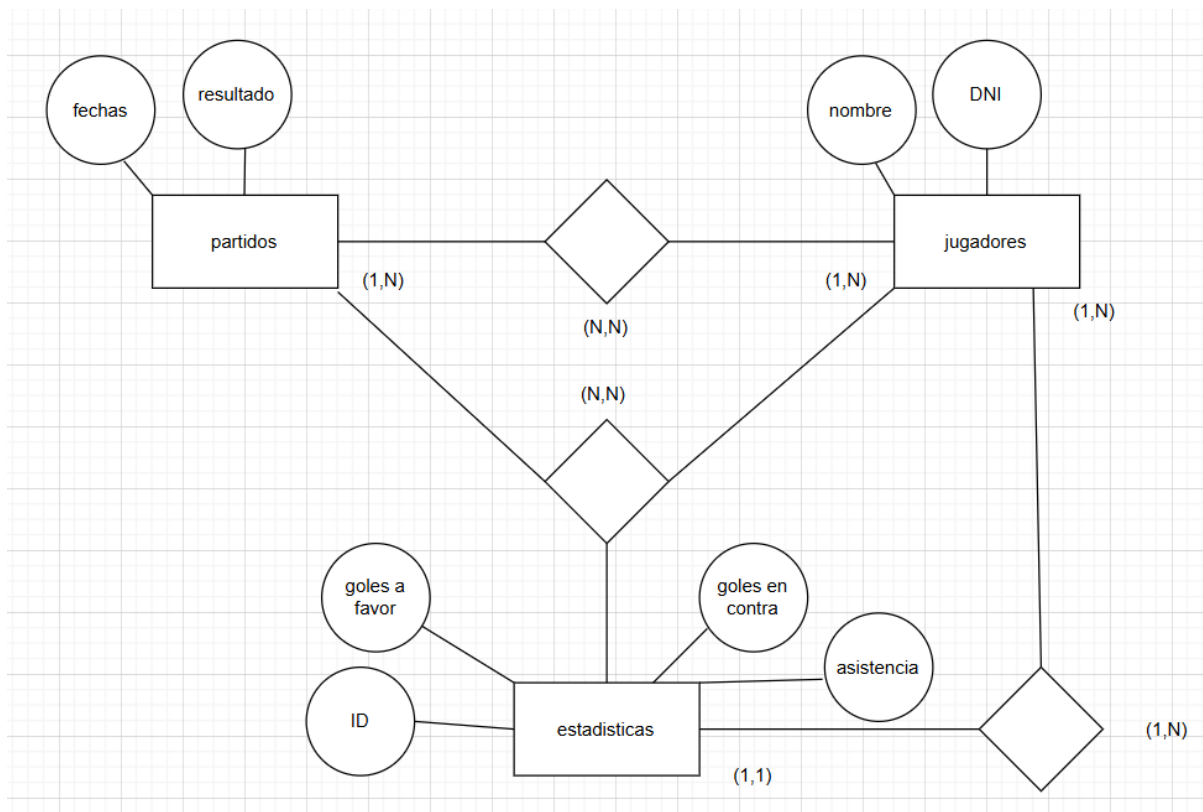 fechas
resultado
nombre
DNI
partidos
jugadores
(1,N)
(1,N)
(1,N)
(N,N)
(N,N)
goles a
favor
goles en
contra
asistencia
ID
estadisticas
(1,N)
(1,1)